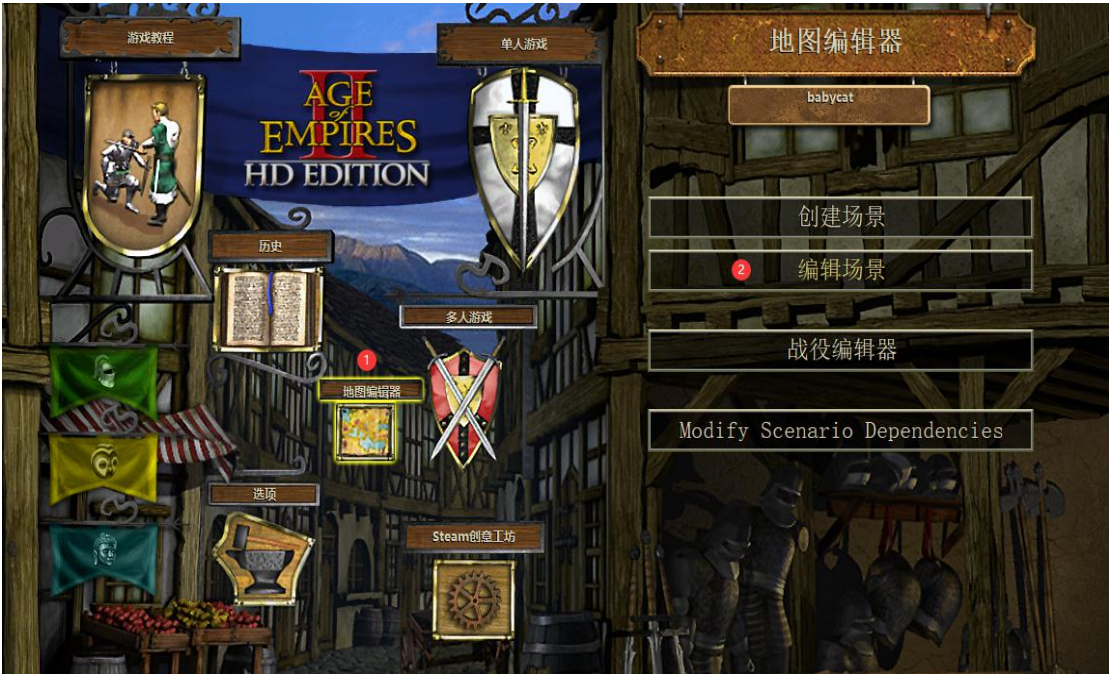 游戏教程
单人游戏
AGE
of
EMPIRES
II
HD EDITION
历史
多人游戏
1
地图编辑器
选项
Steam创意工坊
地图编辑器
babycat
创建场景
2
编辑场景
战役编辑器
Modify Scenario Dependencies